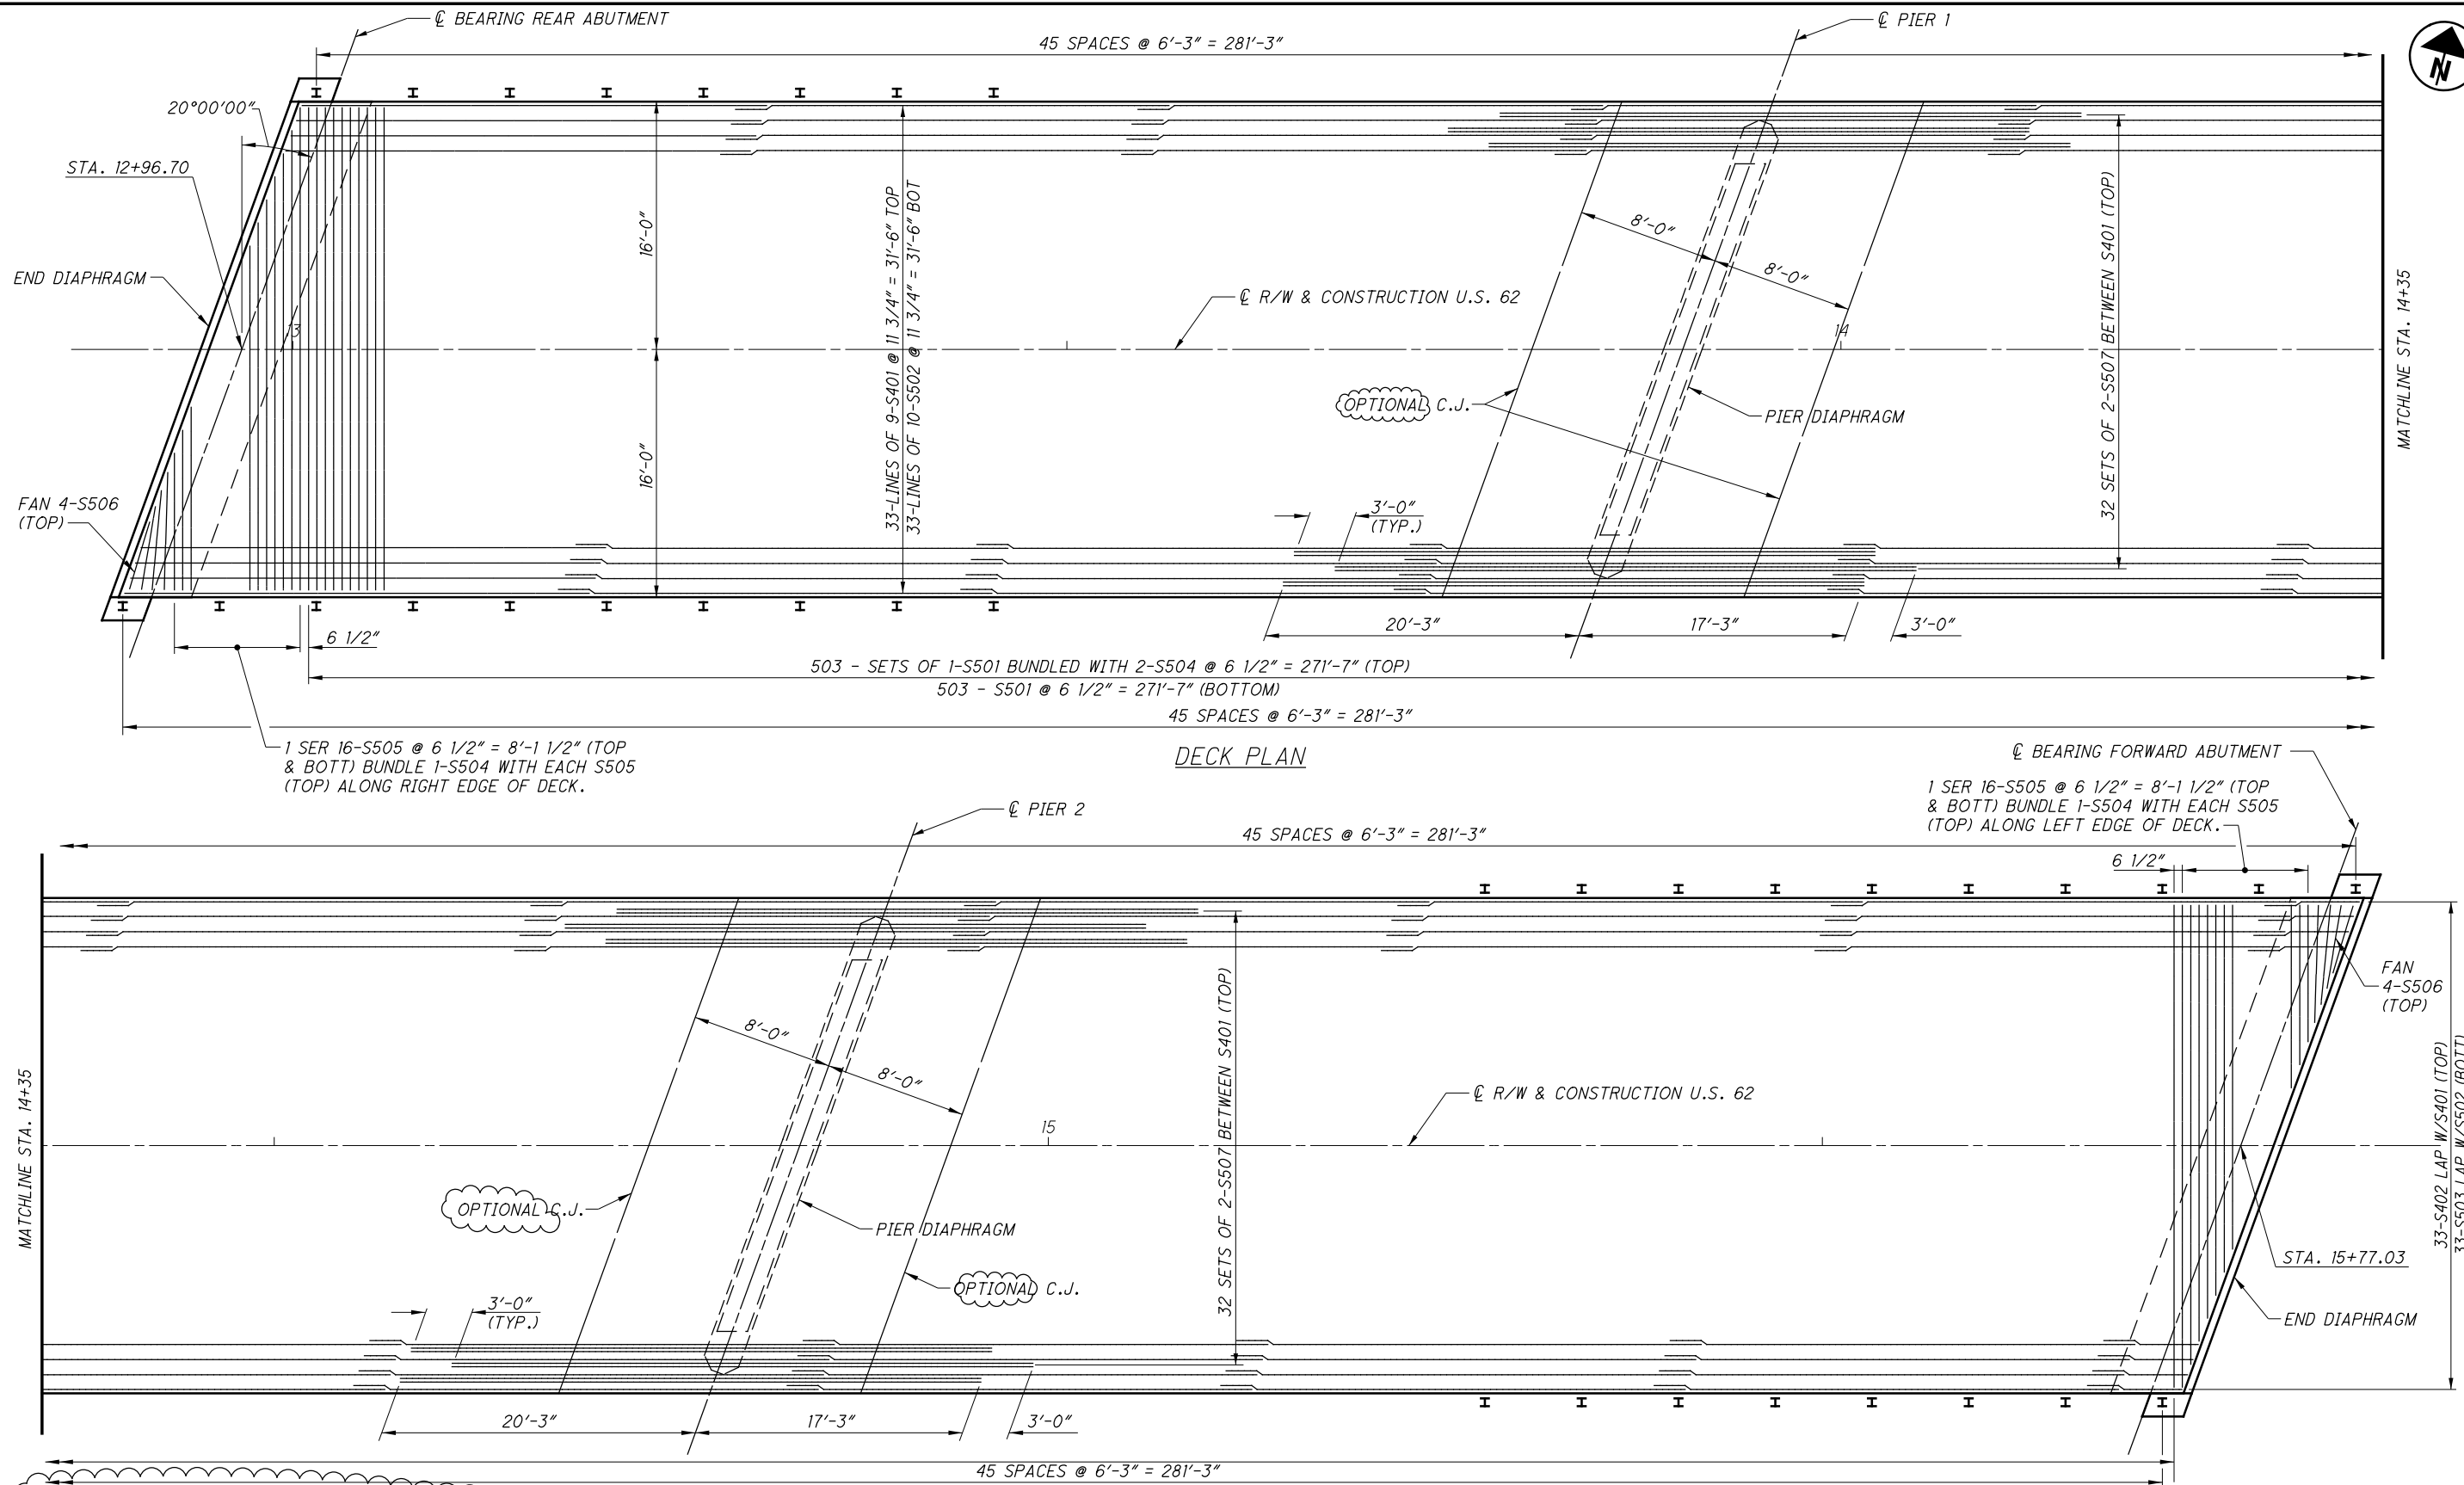 ℄ BEARING REAR ABUTMENT
℄ PIER 1
45 SPACES @ 6'-3" = 281'-3"
N
20°00'00"
STA. 12+96.70
END DIAPHRAGM
16'-0"
16'-0"
13
33-LINES OF 9-S401 @ 11 3/4" = 31'-6" TOP
33-LINES OF 10-S502 @ 11 3/4" = 31'-6" BOT
8'-0"
8'-0"
℄ R/W & CONSTRUCTION U.S. 62
14
32 SETS OF 2-S507 BETWEEN S401 (TOP)
MATCHLINE STA. 14+35
OPTIONAL C.J.
PIER DIAPHRAGM
FAN 4-S506
(TOP)
3'-0"
(TYP.)
6 1/2"
20'-3"
17'-3"
3'-0"
503 - SETS OF 1-S501 BUNDLED WITH 2-S504 @ 6 1/2" = 271'-7" (TOP)
503 - S501 @ 6 1/2" = 271'-7" (BOTTOM)
45 SPACES @ 6'-3" = 281'-3"
1 SER 16-S505 @ 6 1/2" = 8'-1 1/2" (TOP
& BOTT) BUNDLE 1-S504 WITH EACH S505
(TOP) ALONG RIGHT EDGE OF DECK.
DECK PLAN
℄ BEARING FORWARD ABUTMENT
1 SER 16-S505 @ 6 1/2" = 8'-1 1/2" (TOP
& BOTT) BUNDLE 1-S504 WITH EACH S505
(TOP) ALONG LEFT EDGE OF DECK.
℄ PIER 2
45 SPACES @ 6'-3" = 281'-3"
6 1/2"
MATCHLINE STA. 14+35
8'-0"
8'-0"
32 SETS OF 2-S507 BETWEEN S401 (TOP)
℄ R/W & CONSTRUCTION U.S. 62
15
FAN
4-S506
(TOP)
33-S402 LAP W/S401 (TOP)
33-S503 LAP W/S502 (BOTT)
OPTIONAL C.J.
PIER DIAPHRAGM
OPTIONAL C.J.
STA. 15+77.03
END DIAPHRAGM
3'-0"
(TYP.)
20'-3"
17'-3"
3'-0"
45 SPACES @ 6'-3" = 281'-3"